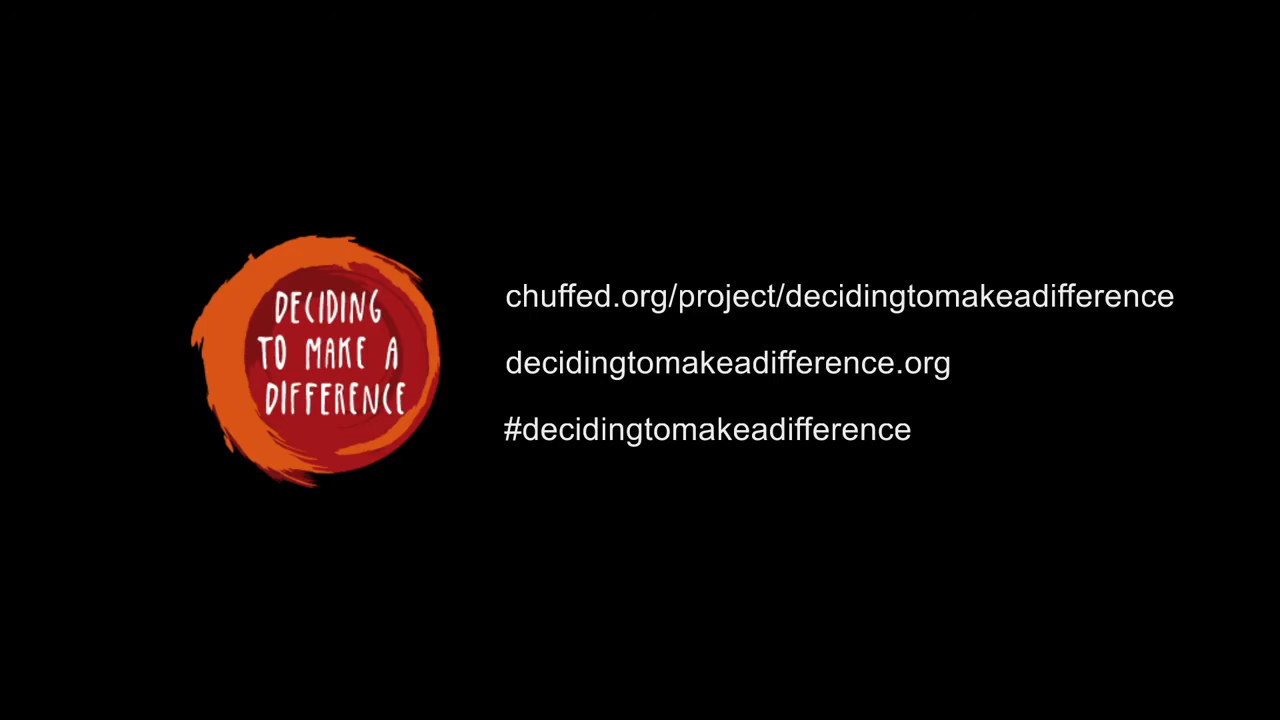 DECIDING
TO MAKE A
DIFFERENCE
chuffed.org/project/decidingtomakeadifference
decidingtomakeadifference.org
#decidingtomakeadifference